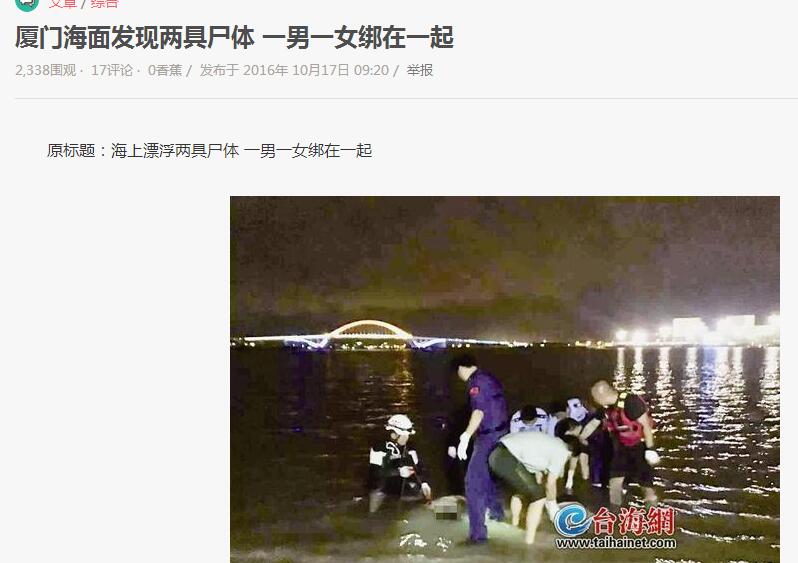 文章 / 综合
厦门海面发现两具尸体 一男一女绑在一起
2,338围观 · 17评论 · 0香蕉 / 发布于 2016年 10月17日 09:20 / 举报
原标题：海上漂浮两具尸体 一男一女绑在一起
台海網
www.taihainet.com